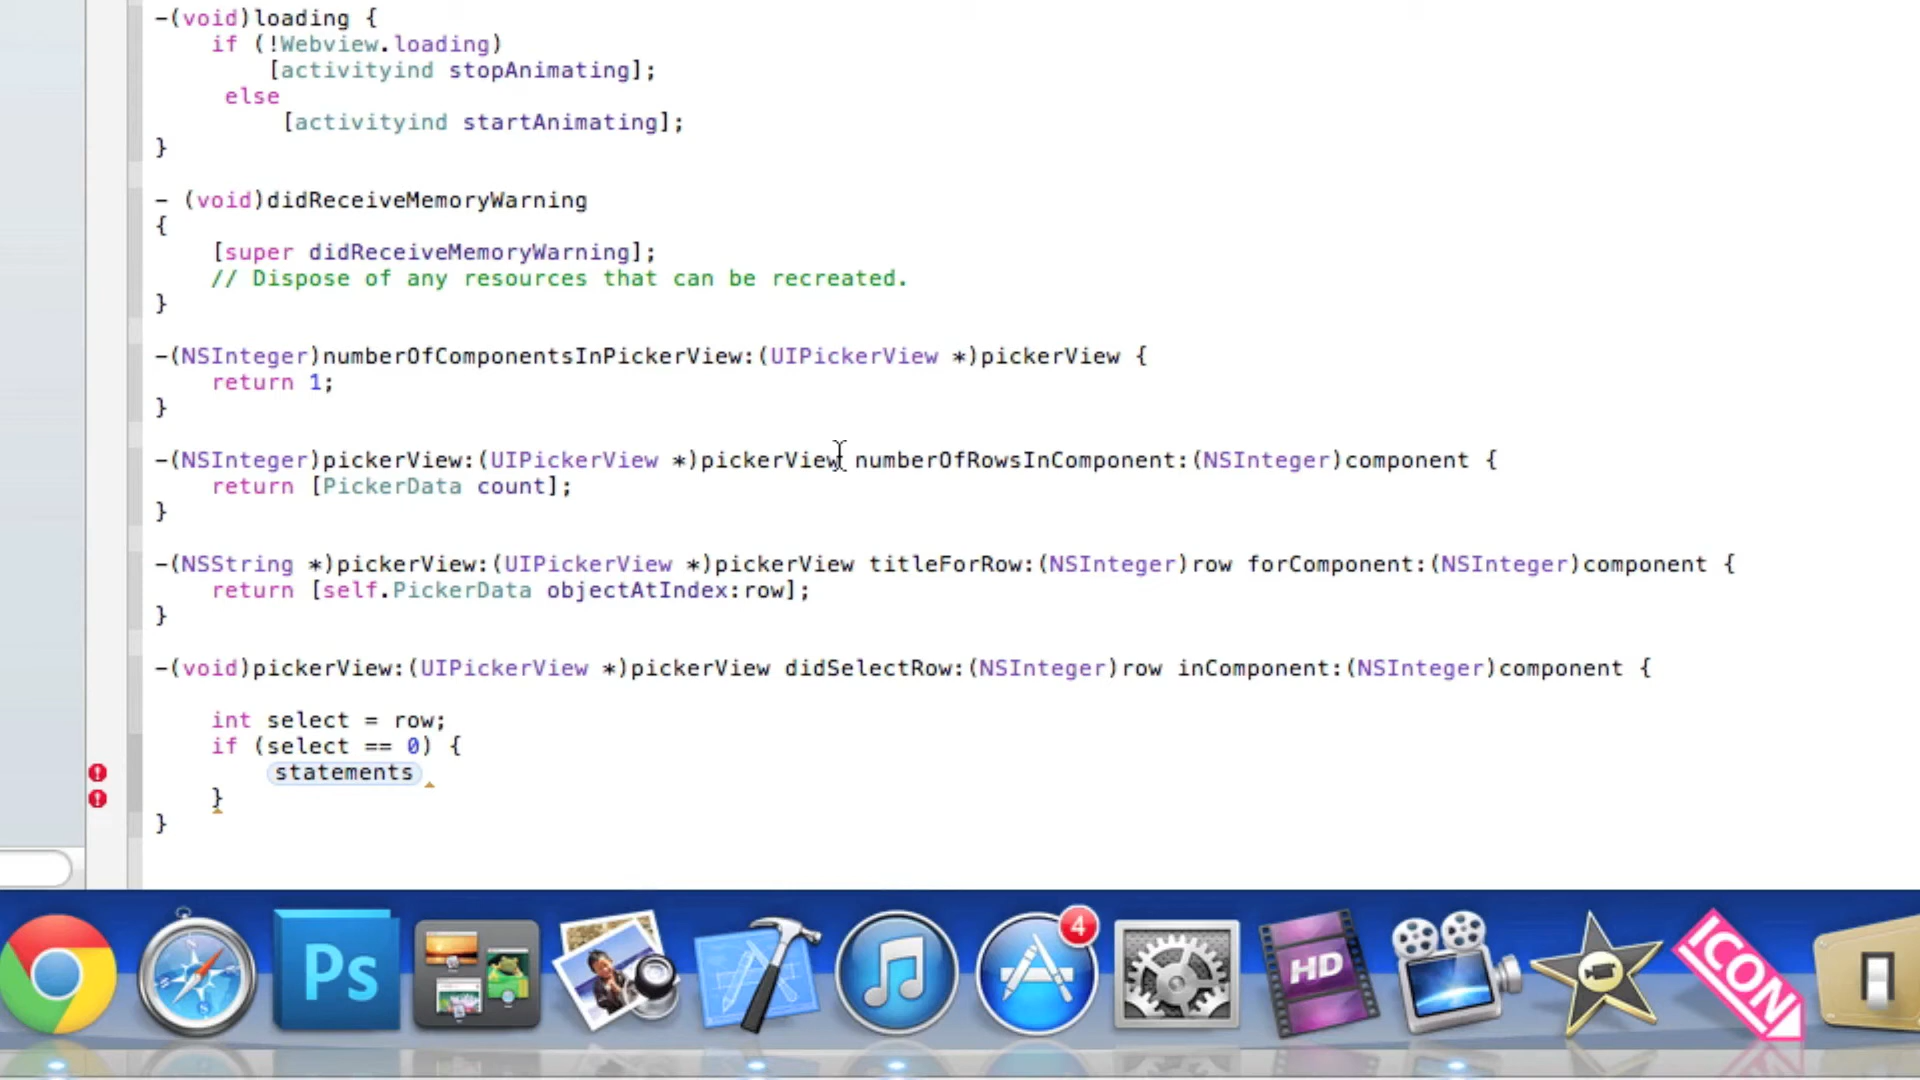 -(void)loading {
if (!Webview.loading)
[activityind stopAnimating];
else
[activityind startAnimating];
}
- (void)didReceiveMemoryWarning
{
[super didReceiveMemoryWarning];
// Dispose of any resources that can be recreated.
}
-(NSInteger)numberOfComponentsInPickerView:(UIPickerView *)pickerView {
return 1;
}
-(NSInteger)pickerView:(UIPickerView *)pickerView numberOfRowsInComponent:(NSInteger)component {
return [PickerData count];
}
-(NSString *)pickerView:(UIPickerView *)pickerView titleForRow:(NSInteger)row forComponent:(NSInteger)component {
return [self.PickerData objectAtIndex:row];
}
-(void)pickerView:(UIPickerView *)pickerView didSelectRow:(NSInteger)row inComponent:(NSInteger)component {
int select = row;
if (select == 0) {
statements
}
}
Ps
4
HD
ICON